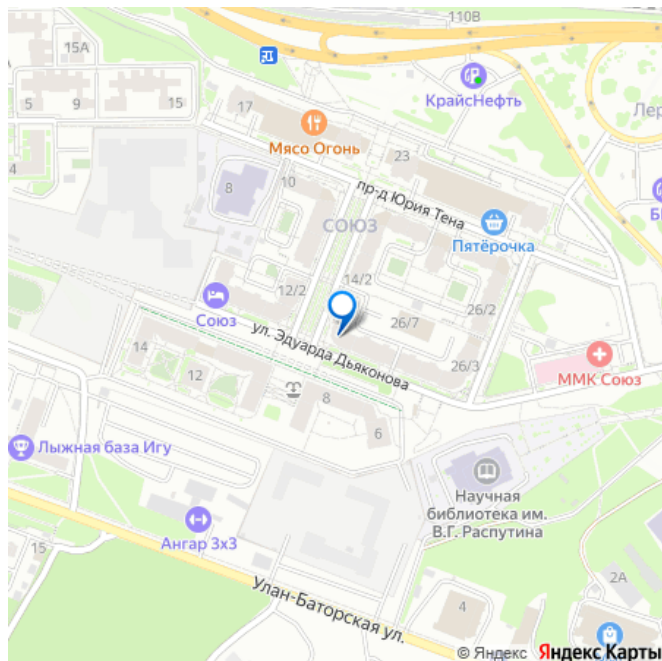 110В
15А
5
9
15
4
17
Мясо Огонь
КрайсНефть
Лер
23
8
10
пр-д Юрия Тена
СОЮЗ
Пятёрочка
12/2
14/2
Союз
26/7
26/2
ул. Эдуарда Дьяконова
26/3
14
12
8
6
ММК Союз
Лыжная база Игу
Научная
библиотека им.
В.Г. Распутина
Ангар 3x3
15
Улан-Баторская ул.
4
2А
© Яндекс Яндекс Карты